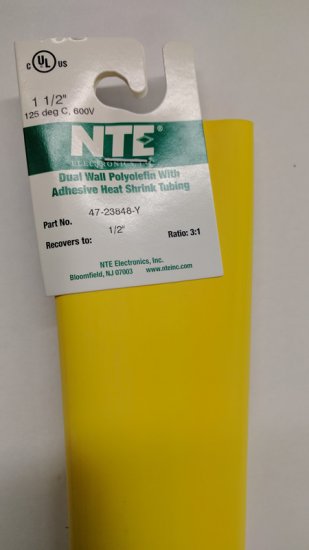 c UL US
1 1/2"
125 deg C, 600V
NTE®
ELECTRONICS, INC.
Dual Wall Polyolefin With
Adhesive Heat Shrink Tubing
Part No. 47-23848-Y
Recovers to: 1/2" Ratio: 3:1
NTE Electronics, Inc.
Bloomfield, NJ 07003 www.nteinc.com